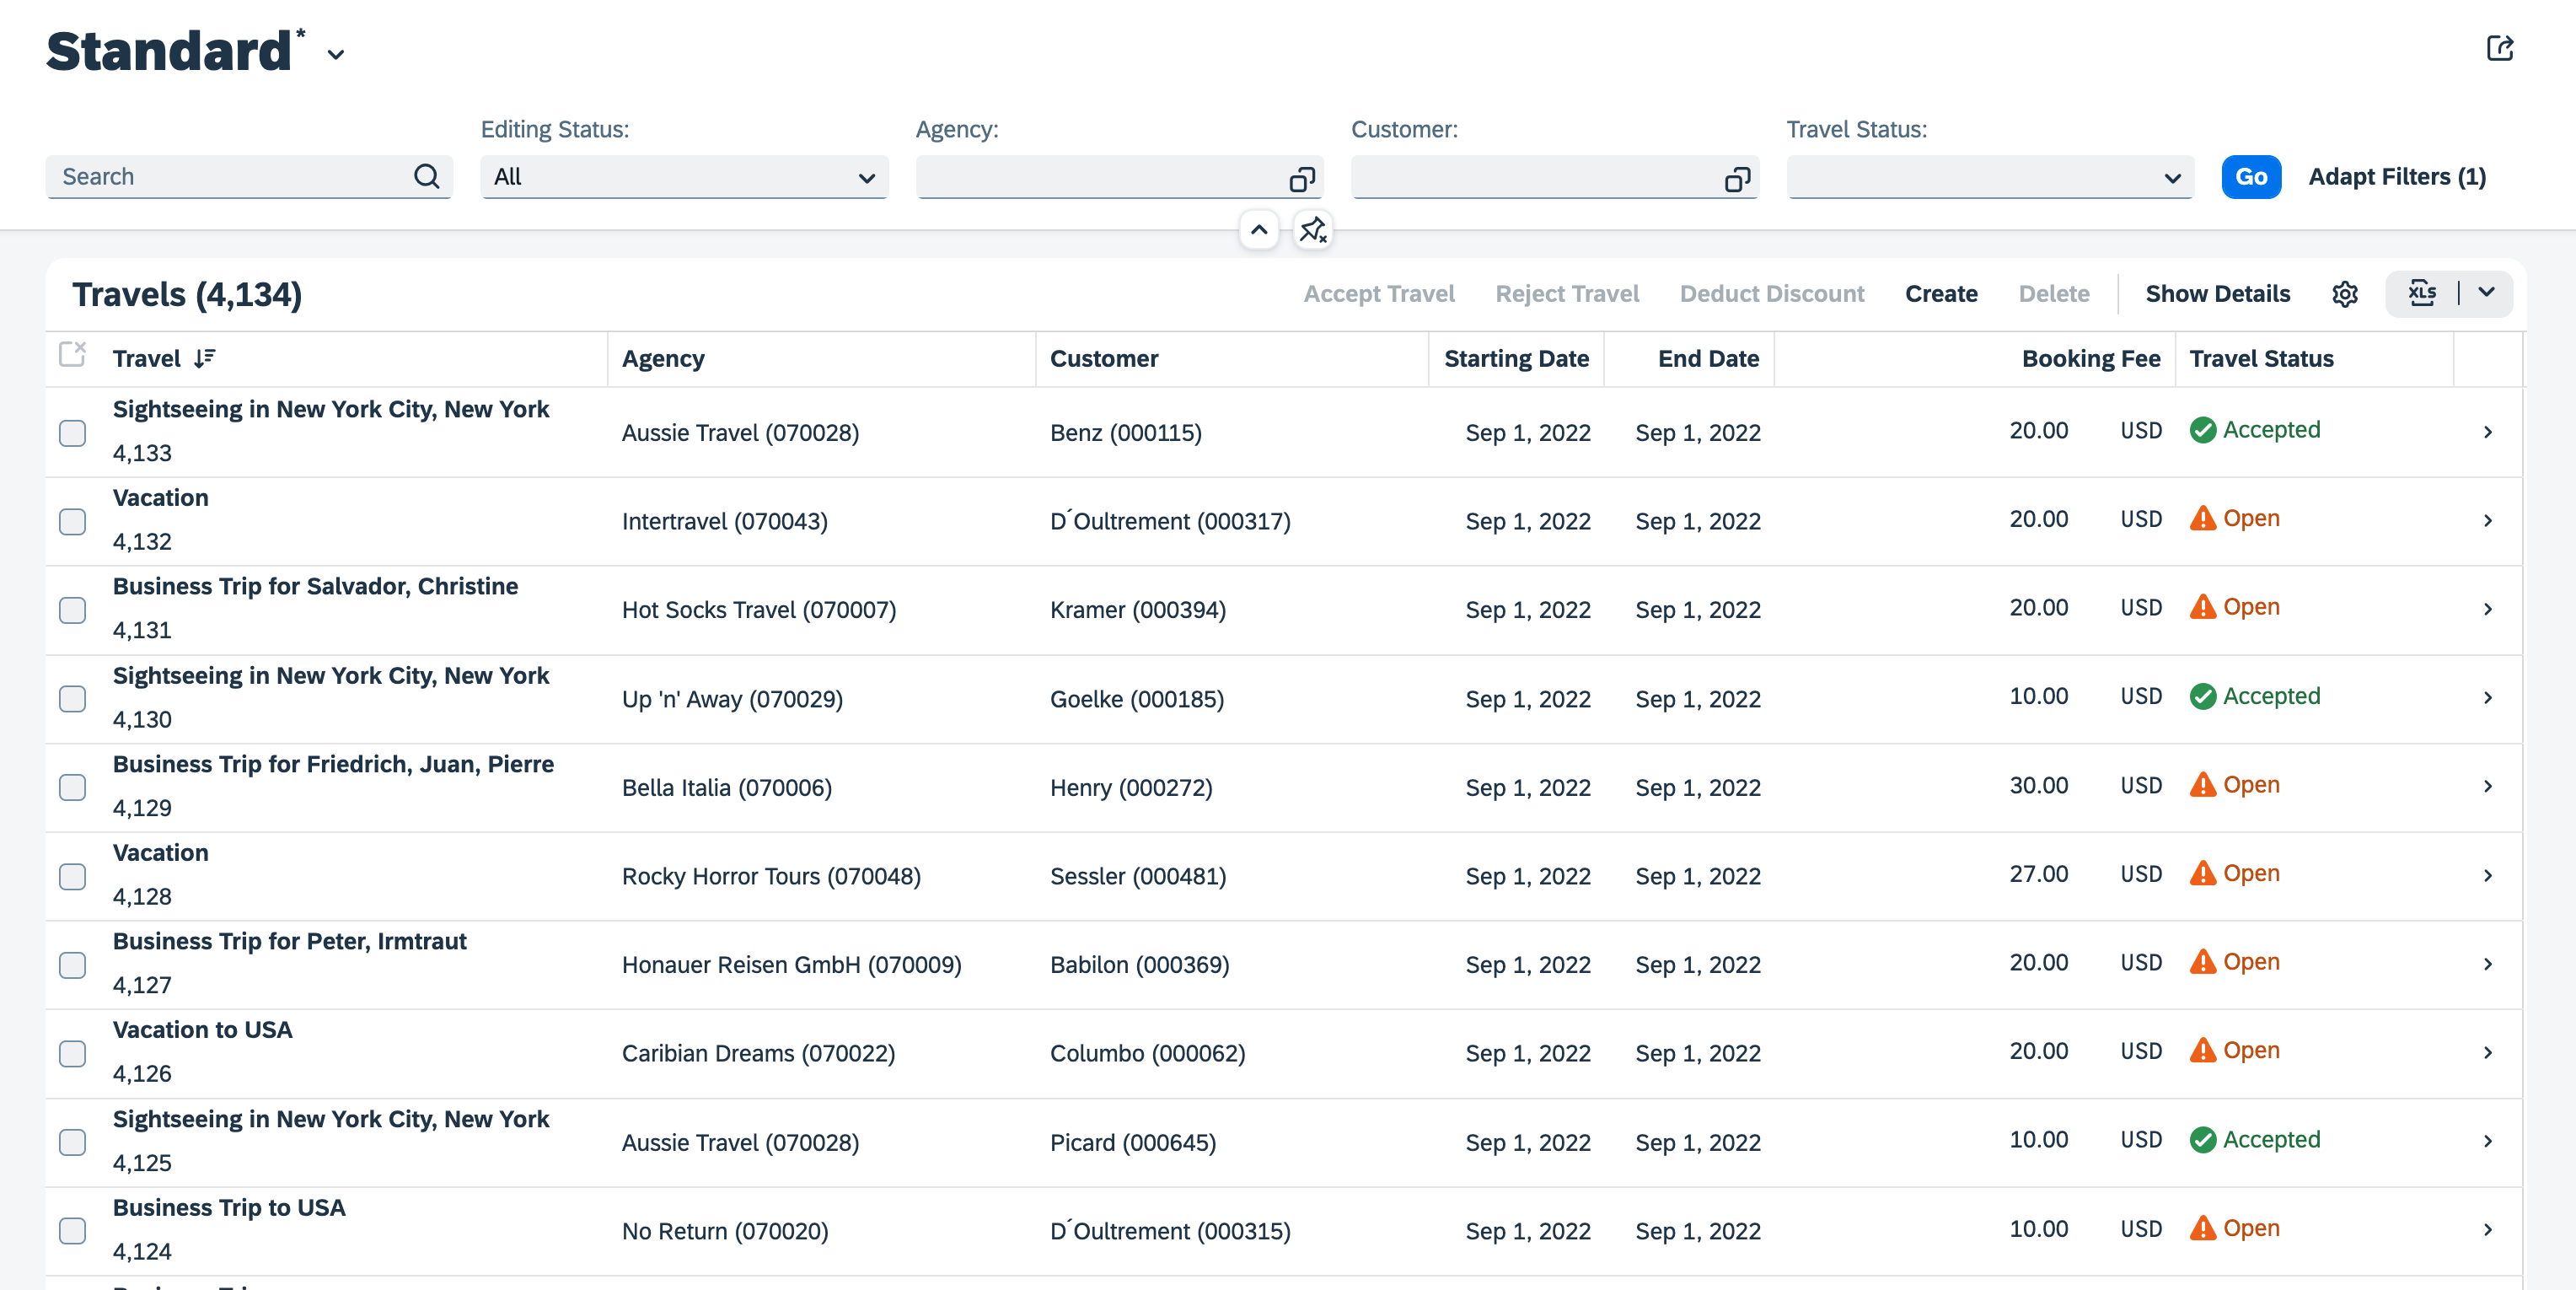 Standard*
Editing Status:
Agency:
Customer:
Travel Status:
Search
All
Go
Adapt Filters (1)
Travels (4,134)
Accept Travel
Reject Travel
Deduct Discount
Create
Delete
Show Details
XLS
Travel
Agency
Customer
Starting Date
End Date
Booking Fee
Travel Status
Sightseeing in New York City, New York
4,133
Aussie Travel (070028)
Benz (000115)
Sep 1, 2022
Sep 1, 2022
20.00 USD
Accepted
Vacation
4,132
Intertravel (070043)
D´Oultrement (000317)
Sep 1, 2022
Sep 1, 2022
20.00 USD
Open
Business Trip for Salvador, Christine
4,131
Hot Socks Travel (070007)
Kramer (000394)
Sep 1, 2022
Sep 1, 2022
20.00 USD
Open
Sightseeing in New York City, New York
4,130
Up 'n' Away (070029)
Goelke (000185)
Sep 1, 2022
Sep 1, 2022
10.00 USD
Accepted
Business Trip for Friedrich, Juan, Pierre
4,129
Bella Italia (070006)
Henry (000272)
Sep 1, 2022
Sep 1, 2022
30.00 USD
Open
Vacation
4,128
Rocky Horror Tours (070048)
Sessler (000481)
Sep 1, 2022
Sep 1, 2022
27.00 USD
Open
Business Trip for Peter, Irmtraut
4,127
Honauer Reisen GmbH (070009)
Babilon (000369)
Sep 1, 2022
Sep 1, 2022
20.00 USD
Open
Vacation to USA
4,126
Caribian Dreams (070022)
Columbo (000062)
Sep 1, 2022
Sep 1, 2022
20.00 USD
Open
Sightseeing in New York City, New York
4,125
Aussie Travel (070028)
Picard (000645)
Sep 1, 2022
Sep 1, 2022
10.00 USD
Accepted
Business Trip to USA
4,124
No Return (070020)
D´Oultrement (000315)
Sep 1, 2022
Sep 1, 2022
10.00 USD
Open